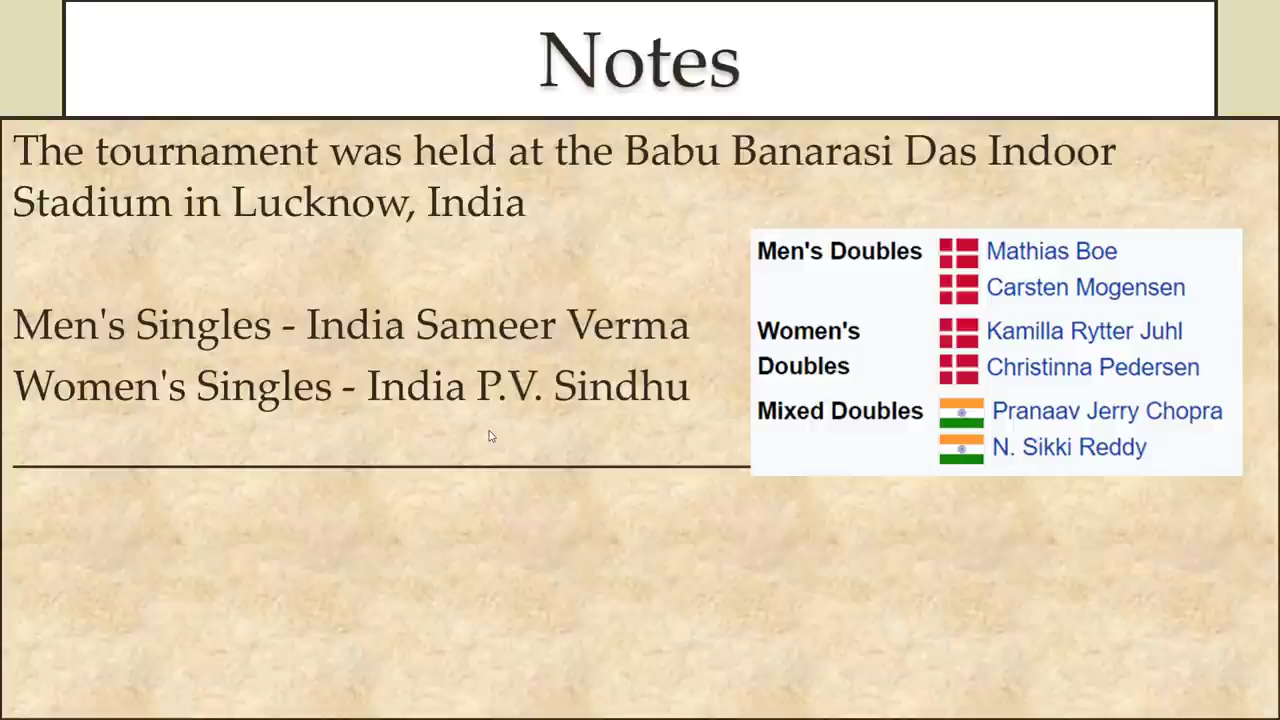 Notes
The tournament was held at the Babu Banarasi Das Indoor
Stadium in Lucknow, India
Men's Singles - India Sameer Verma
Women's Singles - India P.V. Sindhu
Men's Doubles Mathias Boe
Carsten Mogensen
Women's Kamilla Rytter Juhl
Doubles Christinna Pedersen
Mixed Doubles Pranaav Jerry Chopra
N. Sikki Reddy